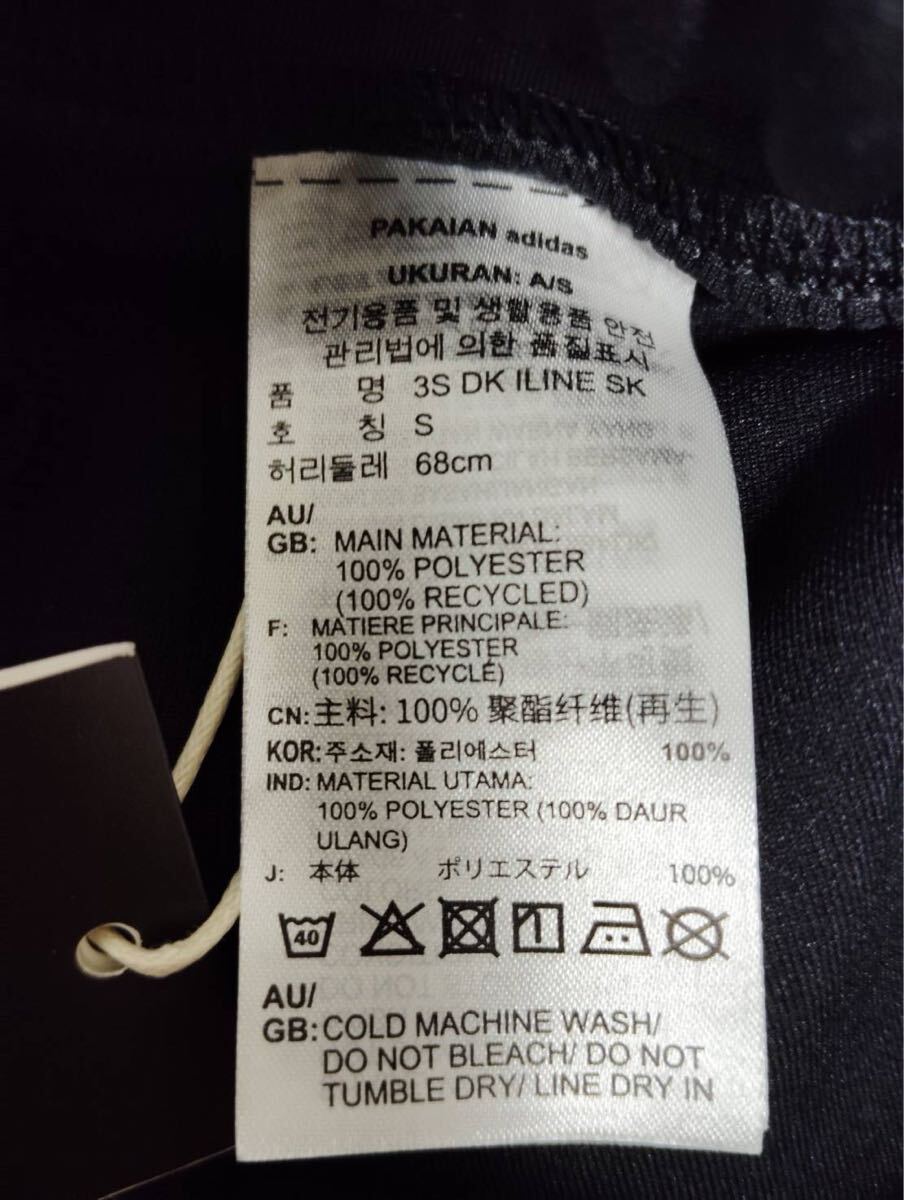 PAKAIAN adidas
UKURAN: A/S
전기용품 및 생활용품 안전
관리법에 의한 품질표시
품 명 3S DK ILINE SK
호 칭 S
허리둘레 68cm
AU/
GB: MAIN MATERIAL:
100% POLYESTER
(100% RECYCLED)
F: MATIERE PRINCIPALE:
100% POLYESTER
(100% RECYCLÉ)
CN: 主料: 100% 聚酯纤维(再生)
KOR: 주소재: 폴리에스터 100%
IND: MATERIAL UTAMA:
100% POLYESTER (100% DAUR
ULANG)
J: 本体 ポリエステル 100%
40
AU/
GB: COLD MACHINE WASH/
DO NOT BLEACH/ DO NOT
TUMBLE DRY/ LINE DRY IN